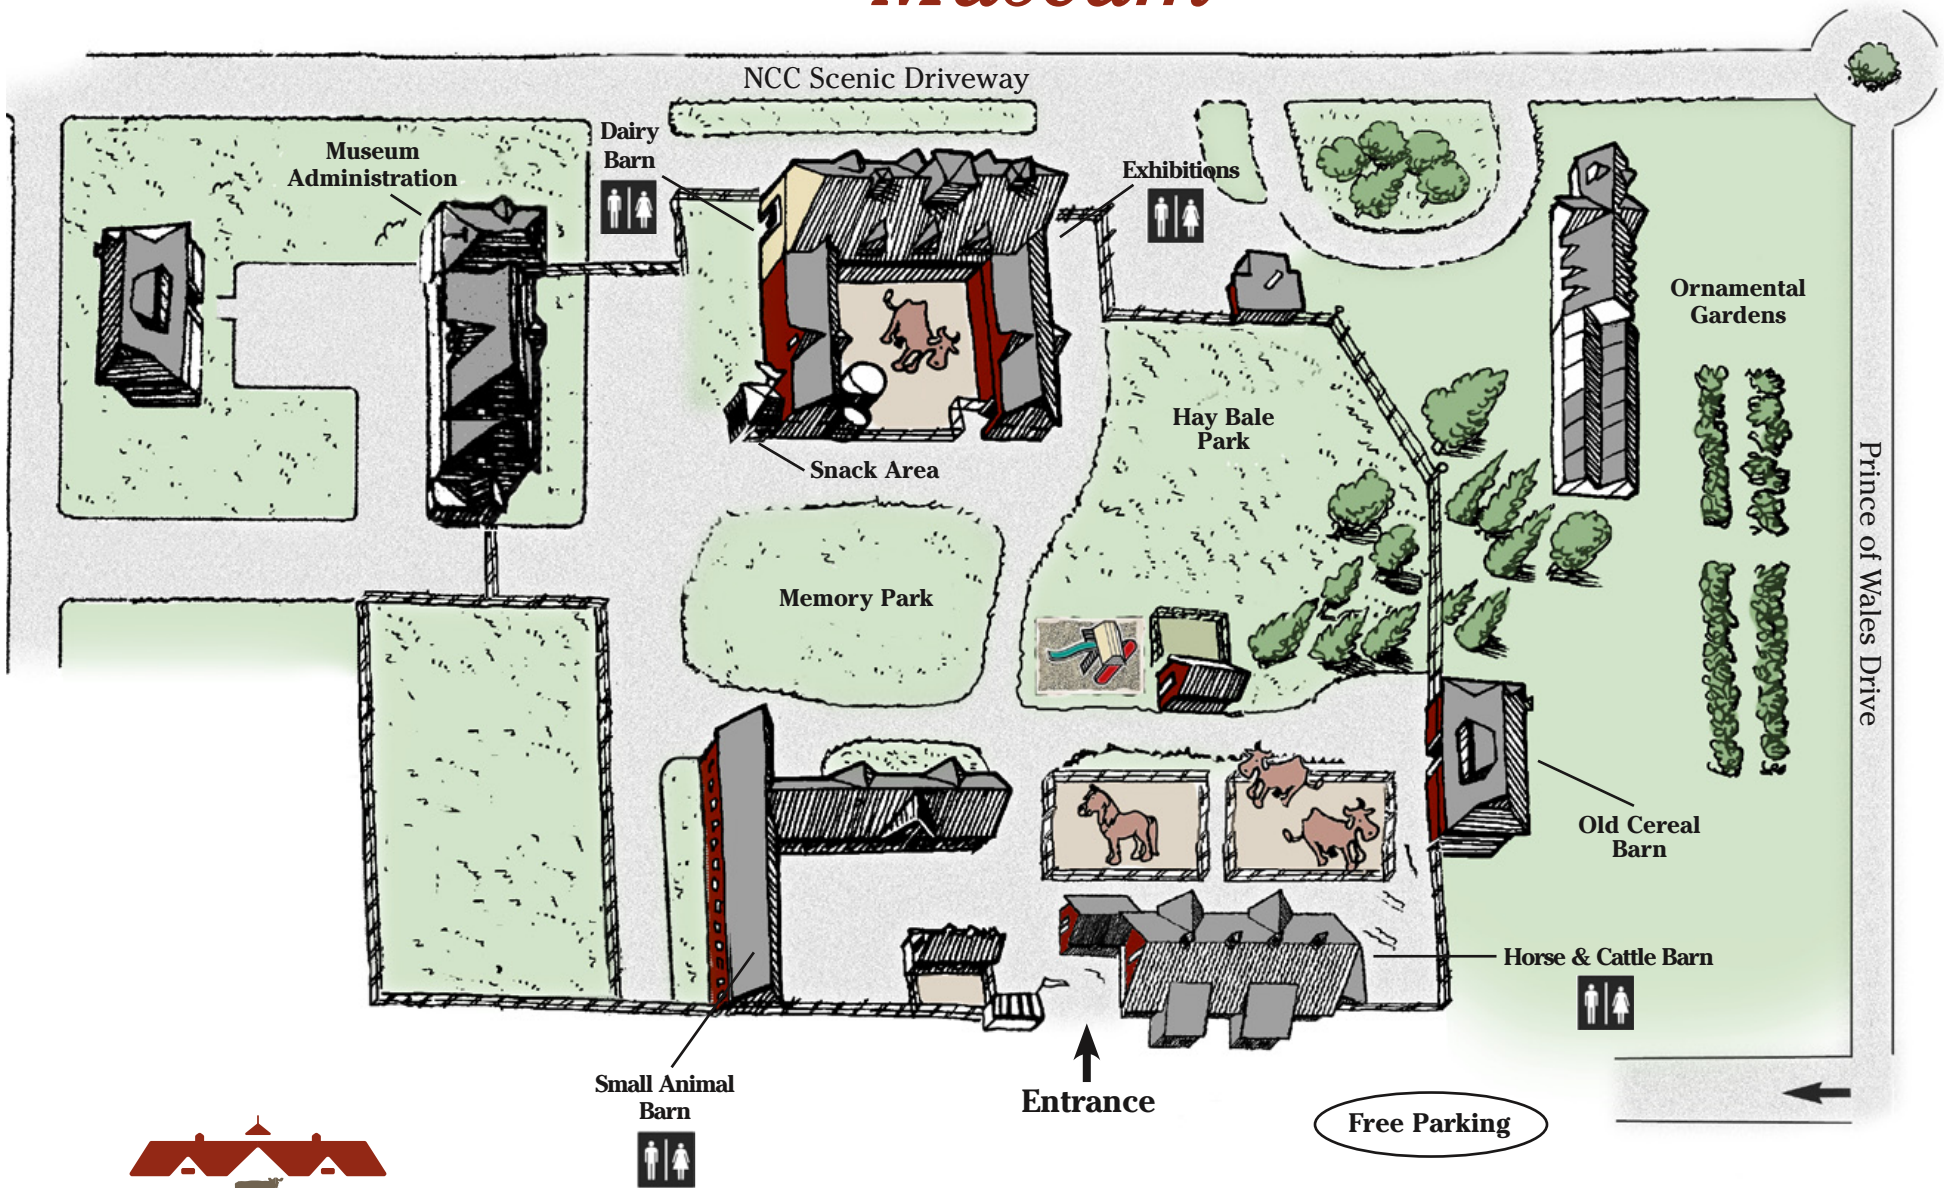 Museum
NCC Scenic Driveway
Dairy
Barn
Museum
Administration
Exhibitions
Ornamental
Gardens
Hay Bale
Park
Snack Area
Memory Park
Prince of Wales Drive
Old Cereal
Barn
Horse & Cattle Barn
Small Animal
Barn
Entrance
Free Parking